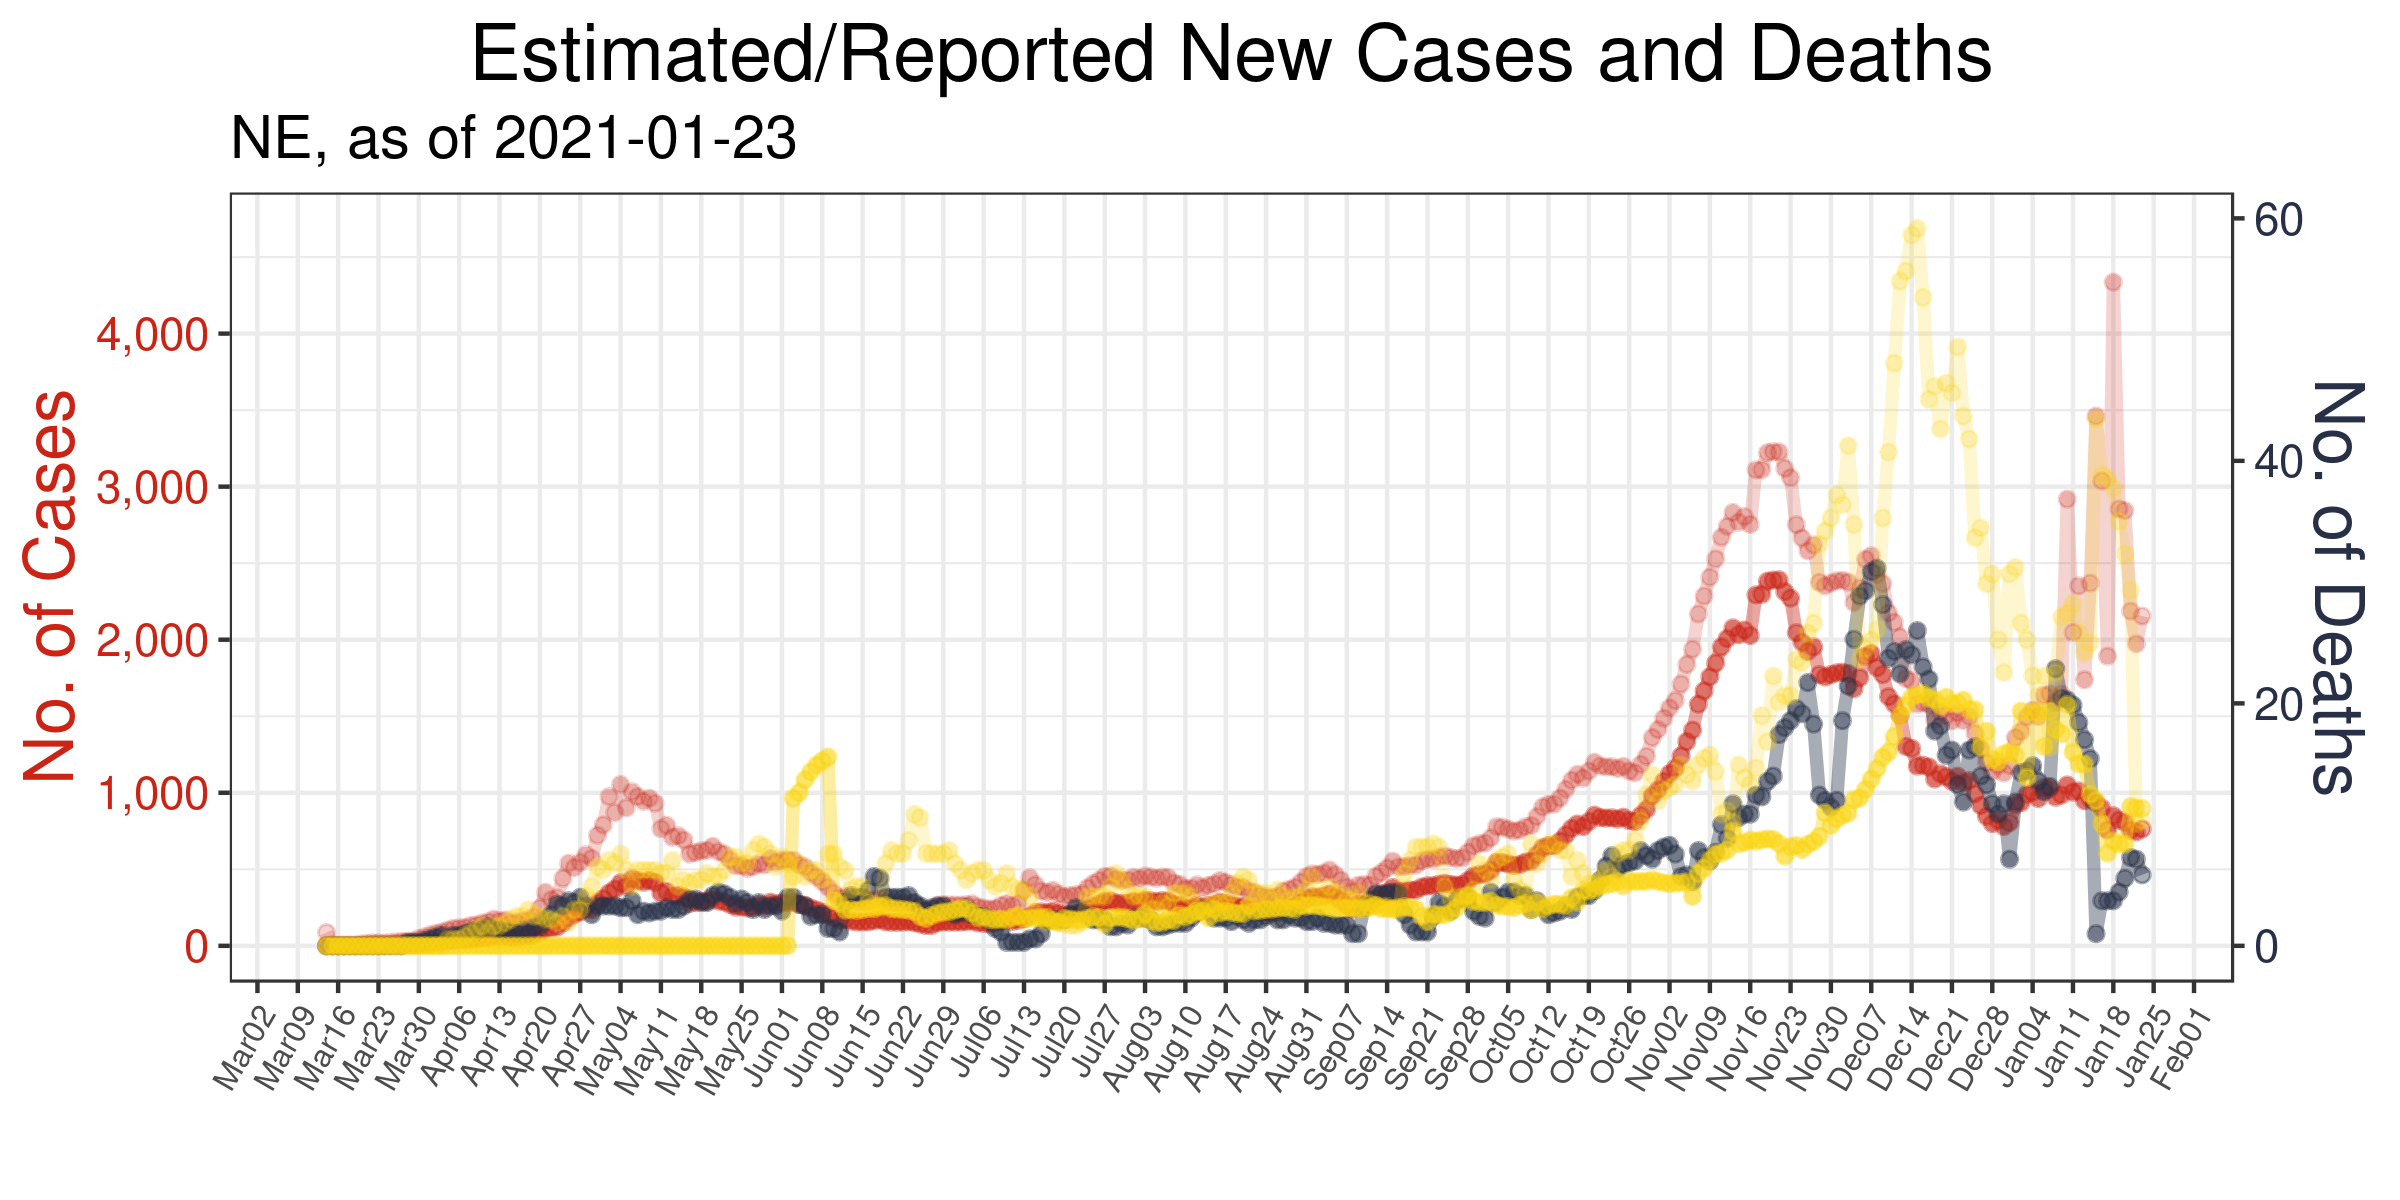 Estimated/Reported New Cases and Deaths
NE, as of 2021-01-23
No. of Cases
4,000
3,000
2,000
1,000
0
60
40
20
0
No. of Deaths
Mar02
Mar09
Mar16
Mar23
Mar30
Apr06
Apr13
Apr20
Apr27
May04
May11
May18
May25
Jun01
Jun08
Jun15
Jun22
Jun29
Jul06
Jul13
Jul20
Jul27
Aug03
Aug10
Aug17
Aug24
Aug31
Sep07
Sep14
Sep21
Sep28
Oct05
Oct12
Oct19
Oct26
Nov02
Nov09
Nov16
Nov23
Nov30
Dec07
Dec14
Dec21
Dec28
Jan04
Jan11
Jan18
Jan25
Feb01